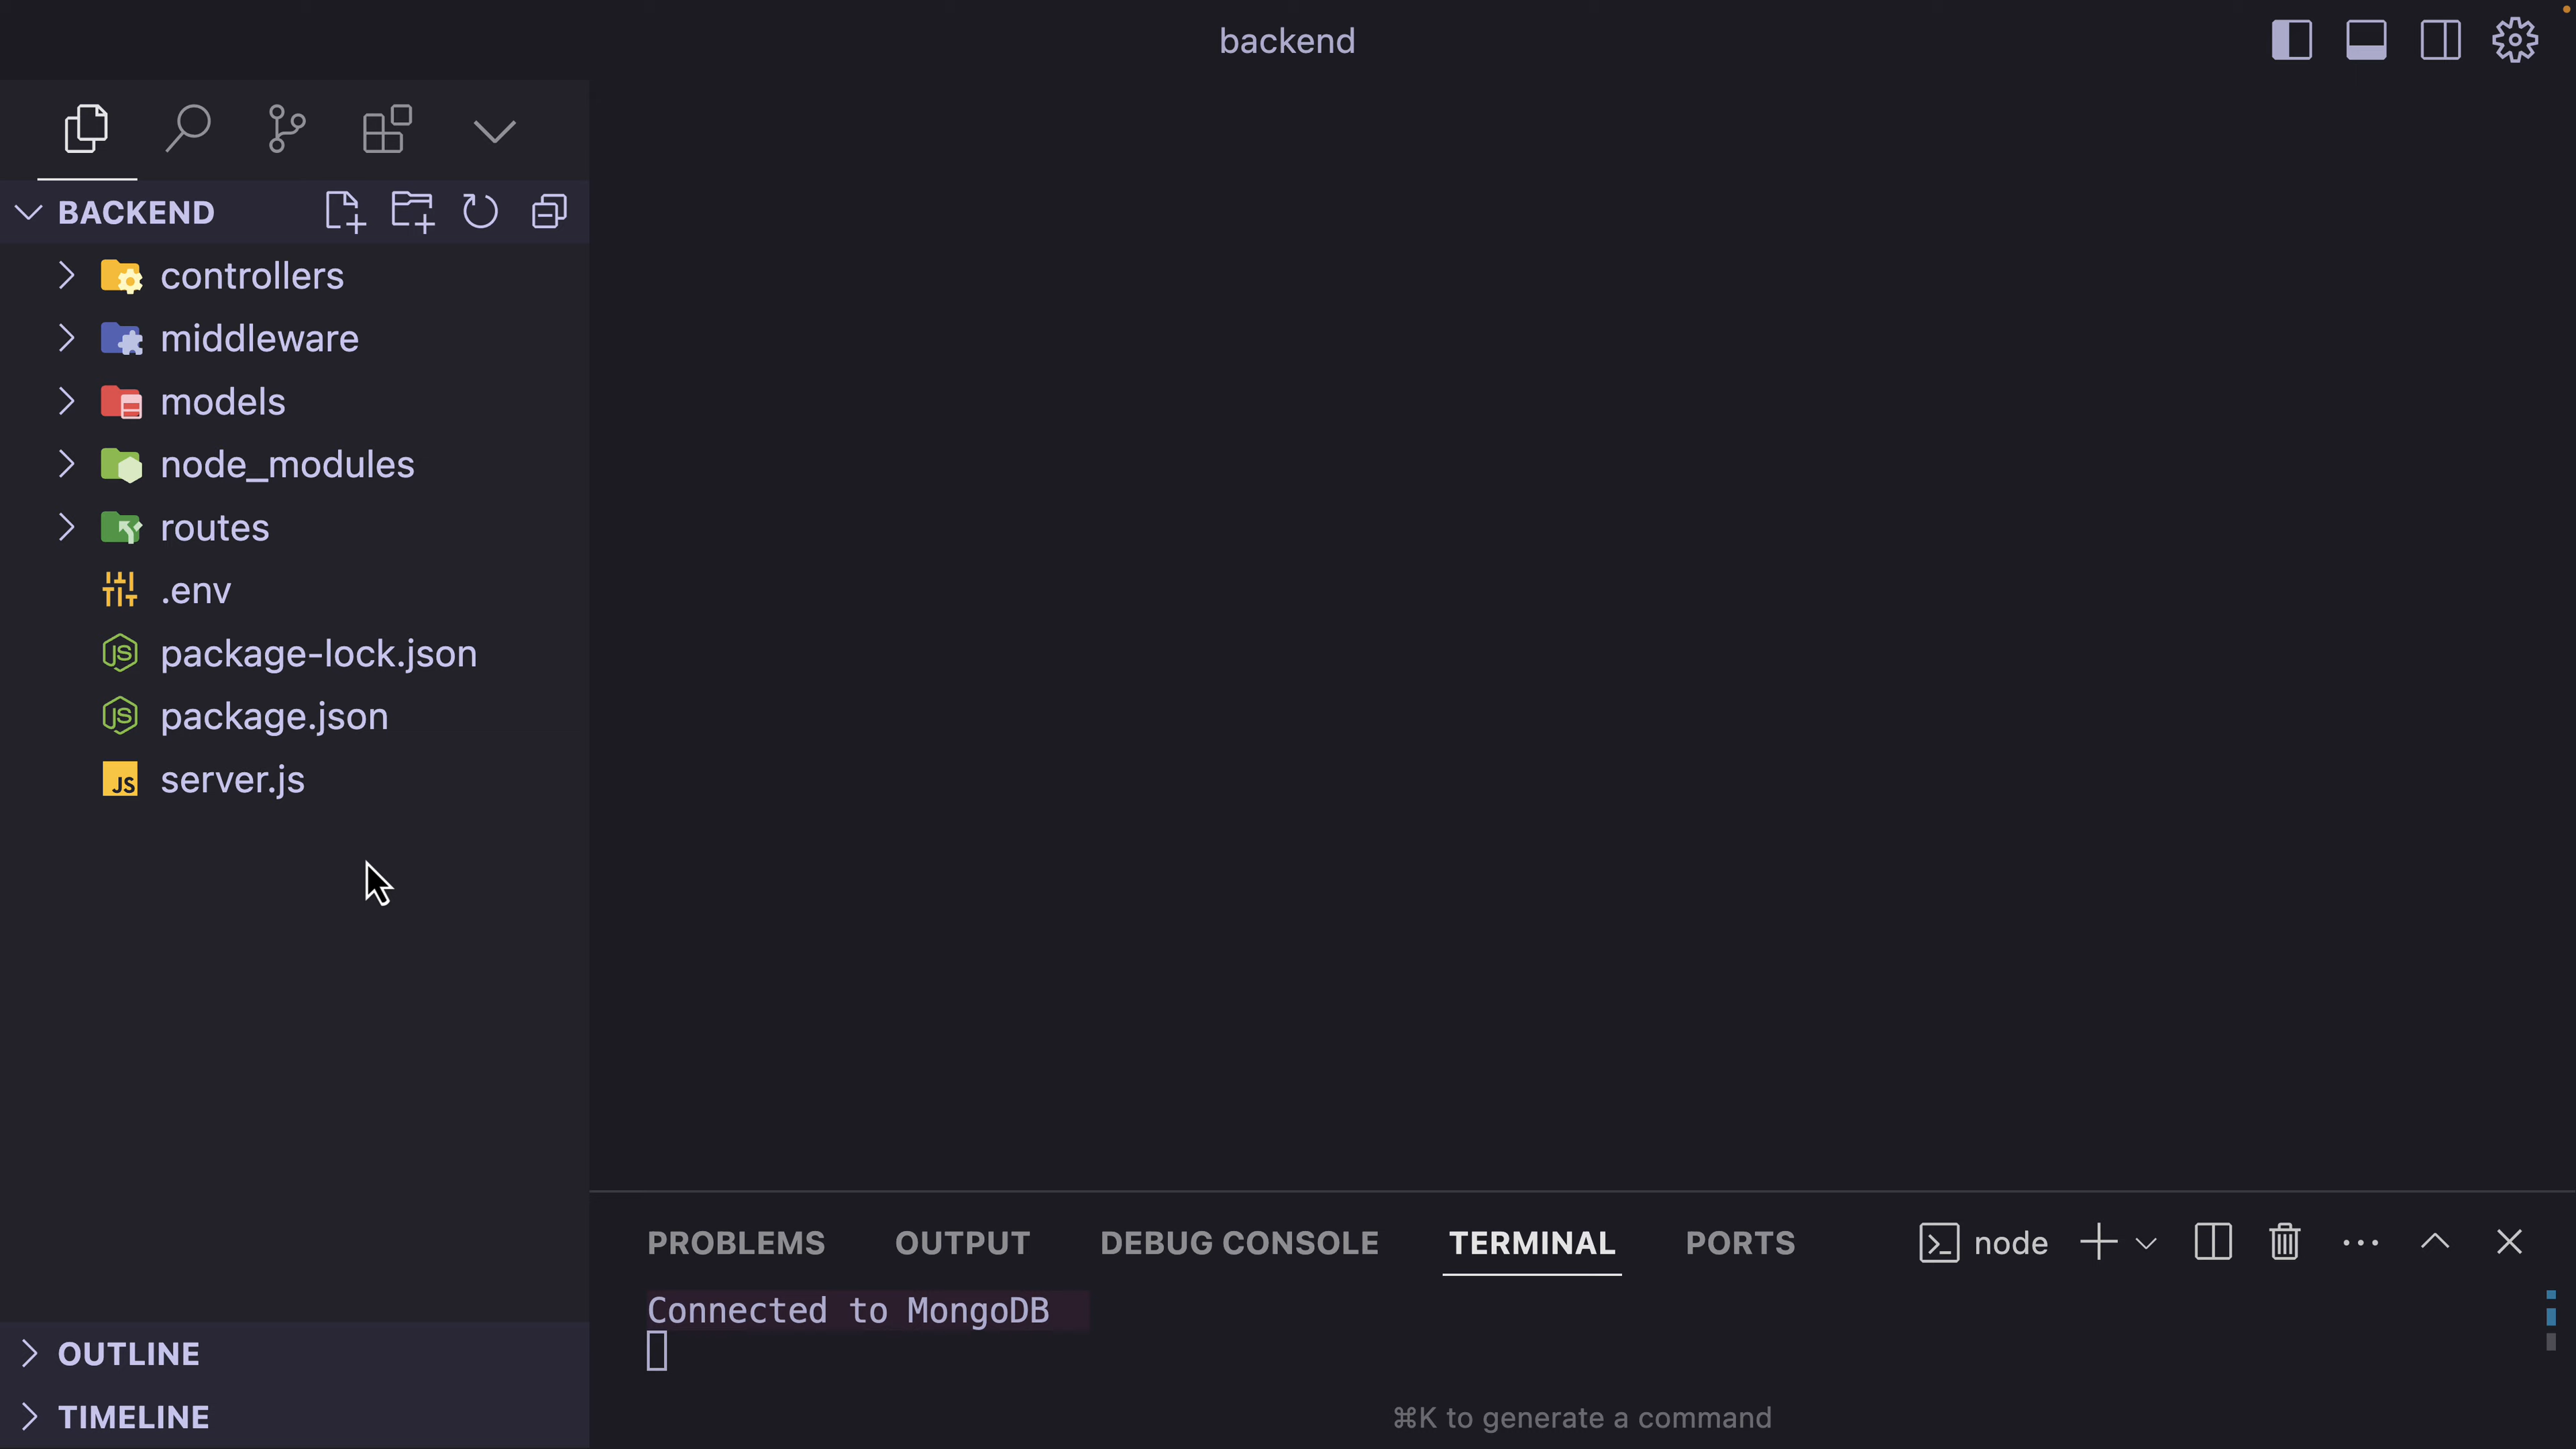 backend
BACKEND
controllers
middleware
models
node_modules
routes
.env
package-lock.json
package.json
server.js
OUTLINE
TIMELINE
PROBLEMS OUTPUT DEBUG CONSOLE TERMINAL PORTS node
Connected to MongoDB
⌘K to generate a command